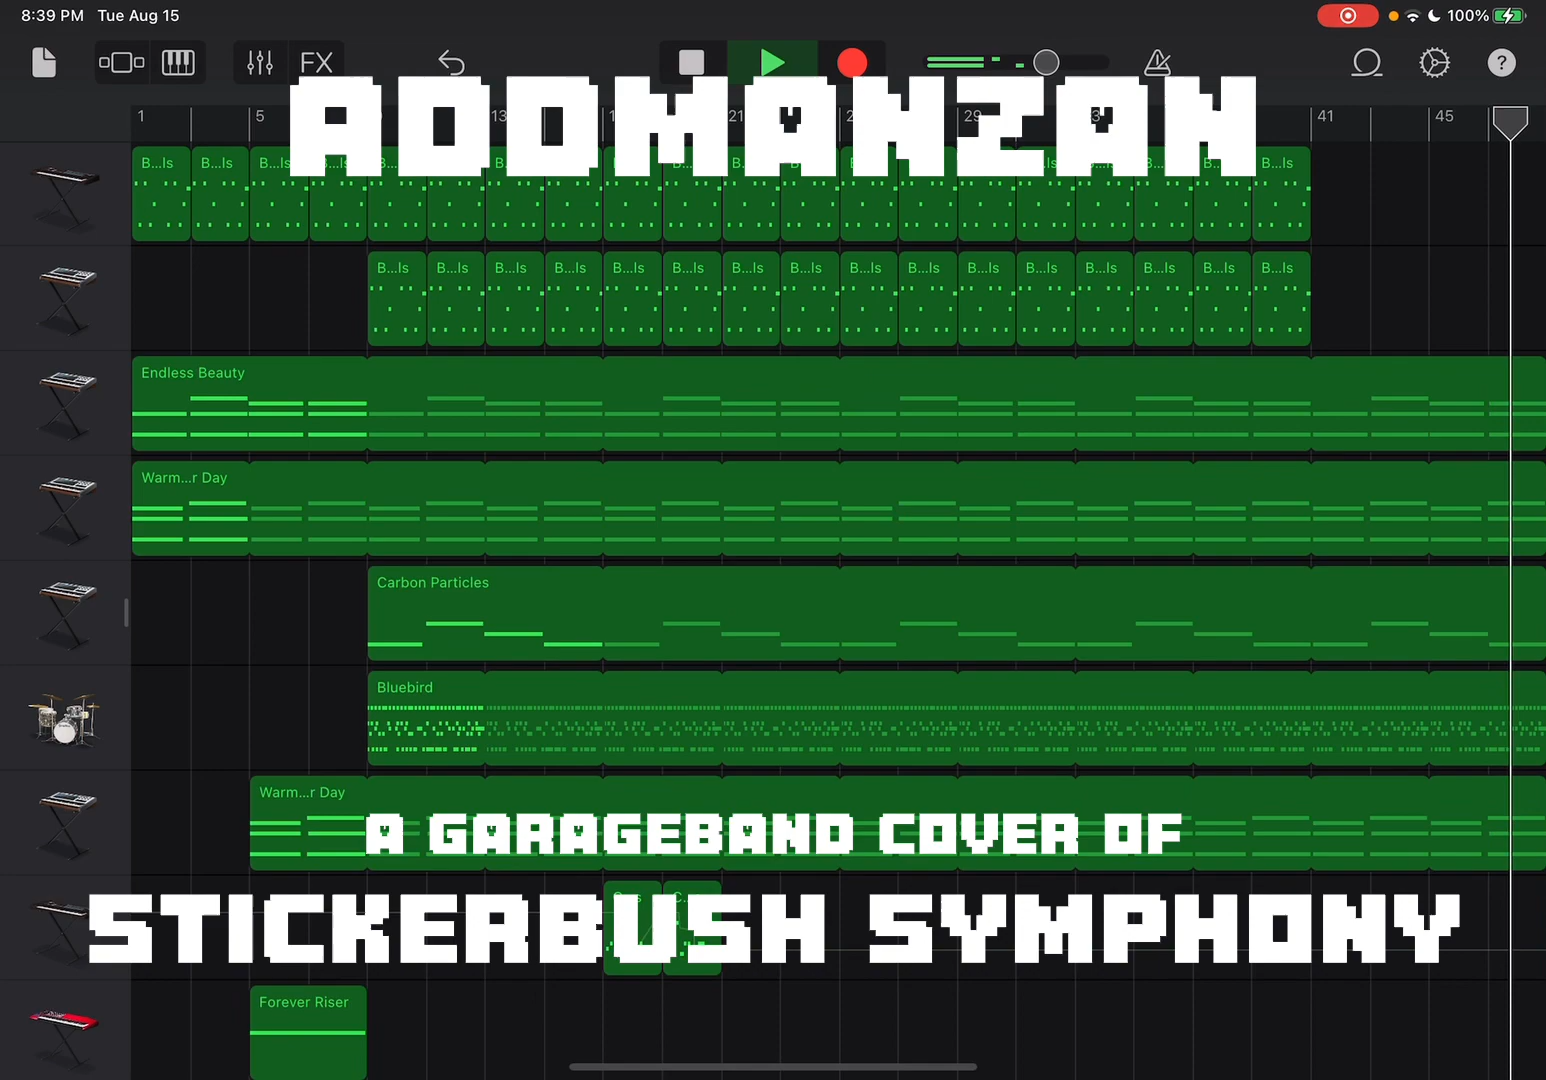 8:39 PM Tue Aug 15
100%
FX
ADDMANZAN
1 5 13 21 29 41 45
B...ls B...ls B...ls B...ls
B...ls B...ls B...ls B...ls B...ls B...ls B...ls B...ls B...ls B...ls B...ls B...ls B...ls B...ls B...ls B...ls
Endless Beauty
Warm...r Day
Carbon Particles
Bluebird
Warm...r Day
A GARAGEBAND COVER OF
STICKERBUSH SYMPHONY
Forever Riser